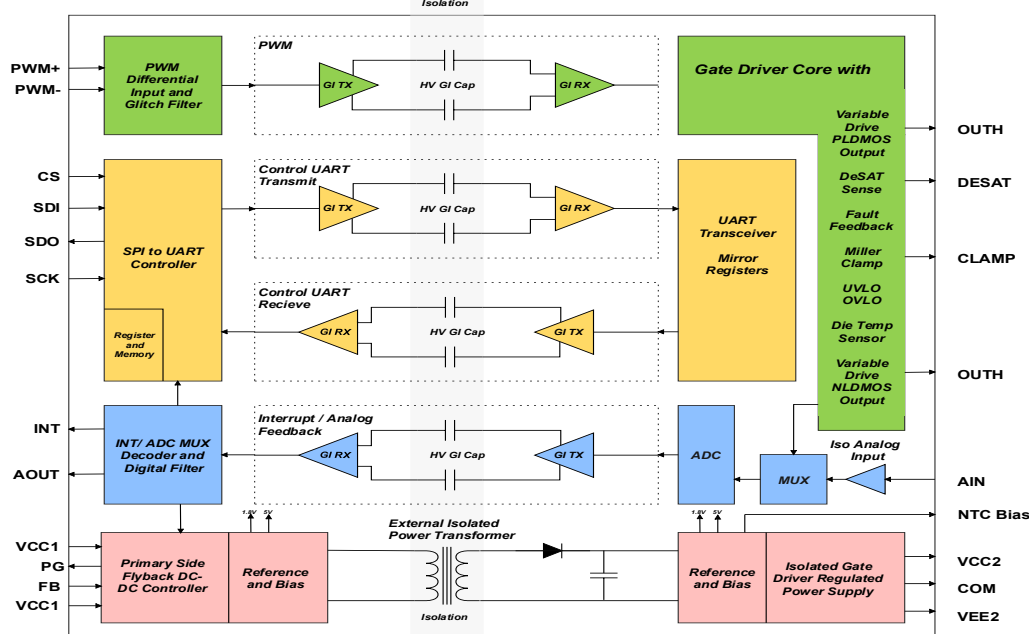 Isolation
PWM+
PWM-
PWM
Differential
Input and
Glitch Filter
PWM
GI TX
HV GI Cap
GI RX
Gate Driver Core with
Variable
Drive
PLDMOS
Output
DeSAT
Sense
Fault
Feedback
Miller
Clamp
UVLO
OVLO
Die Temp
Sensor
Variable
Drive
NLDMOS
Output
OUTH
DESAT
CLAMP
OUTH
CS
SDI
SDO
SCK
SPI to UART
Controller
Register
and
Memory
Control UART
Transmit
GI TX
HV GI Cap
GI RX
UART
Transceiver
Mirror
Registers
Control UART
Recieve
GI RX
HV GI Cap
GI TX
INT
AOUT
INT/ ADC MUX
Decoder and
Digital Filter
Interrupt / Analog
Feedback
GI RX
HV GI Cap
GI TX
ADC
MUX
Iso Analog
Input
AIN
NTC Bias
VCC1
PG
FB
VCC1
Primary Side
Flyback DC-
DC Controller
1.8V
5V
Reference
and Bias
External Isolated
Power Transformer
Isolation
1.8V
5V
Reference
and Bias
Isolated Gate
Driver Regulated
Power Supply
VCC2
COM
VEE2